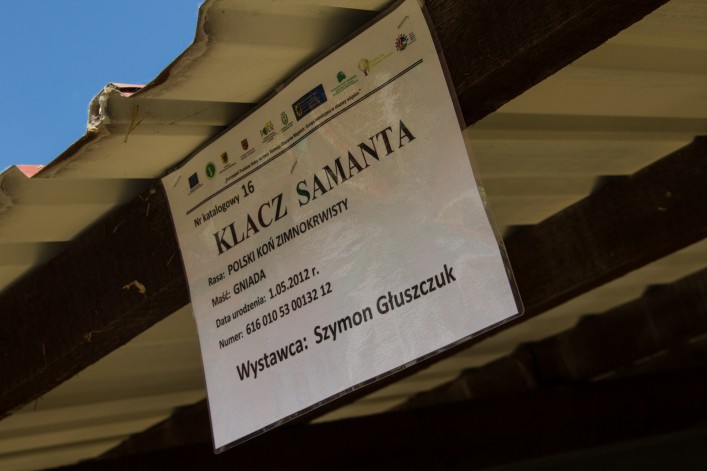 Nr katalogowy 16
KLACZ SAMANTA
Rasa: POLSKI KOŃ ZIMNOKRWISTY
Maść: GNIADA
Data urodzenia: 1.05.2012 r.
Numer: 616 010 53 00132 12
Wystawca: Szymon Głuszczuk